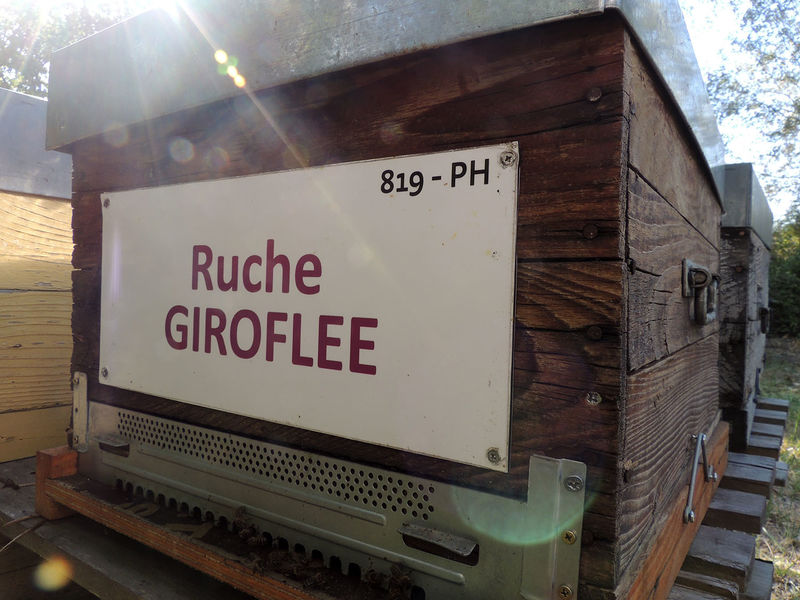 819 - PH
Ruche
GIROFLEE